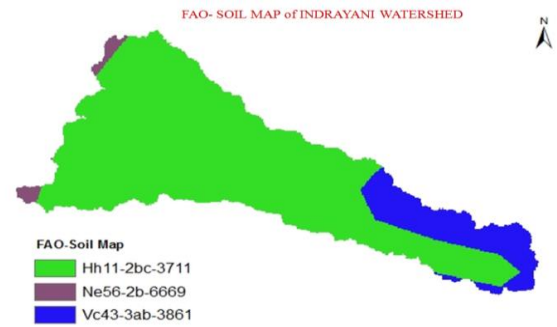 FAO- SOIL MAP of INDRAYANI WATERSHED
N
FAO-Soil Map
Hh11-2bc-3711
Ne56-2b-6669
Vc43-3ab-3861